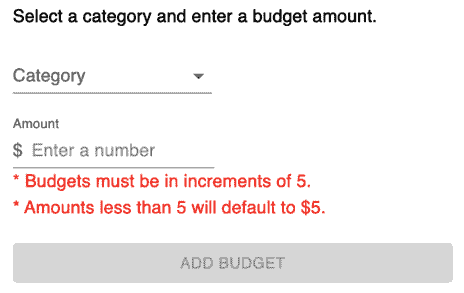 Select a category and enter a budget amount.
Category
Amount
$ Enter a number
* Budgets must be in increments of 5.
* Amounts less than 5 will default to $5.
ADD BUDGET